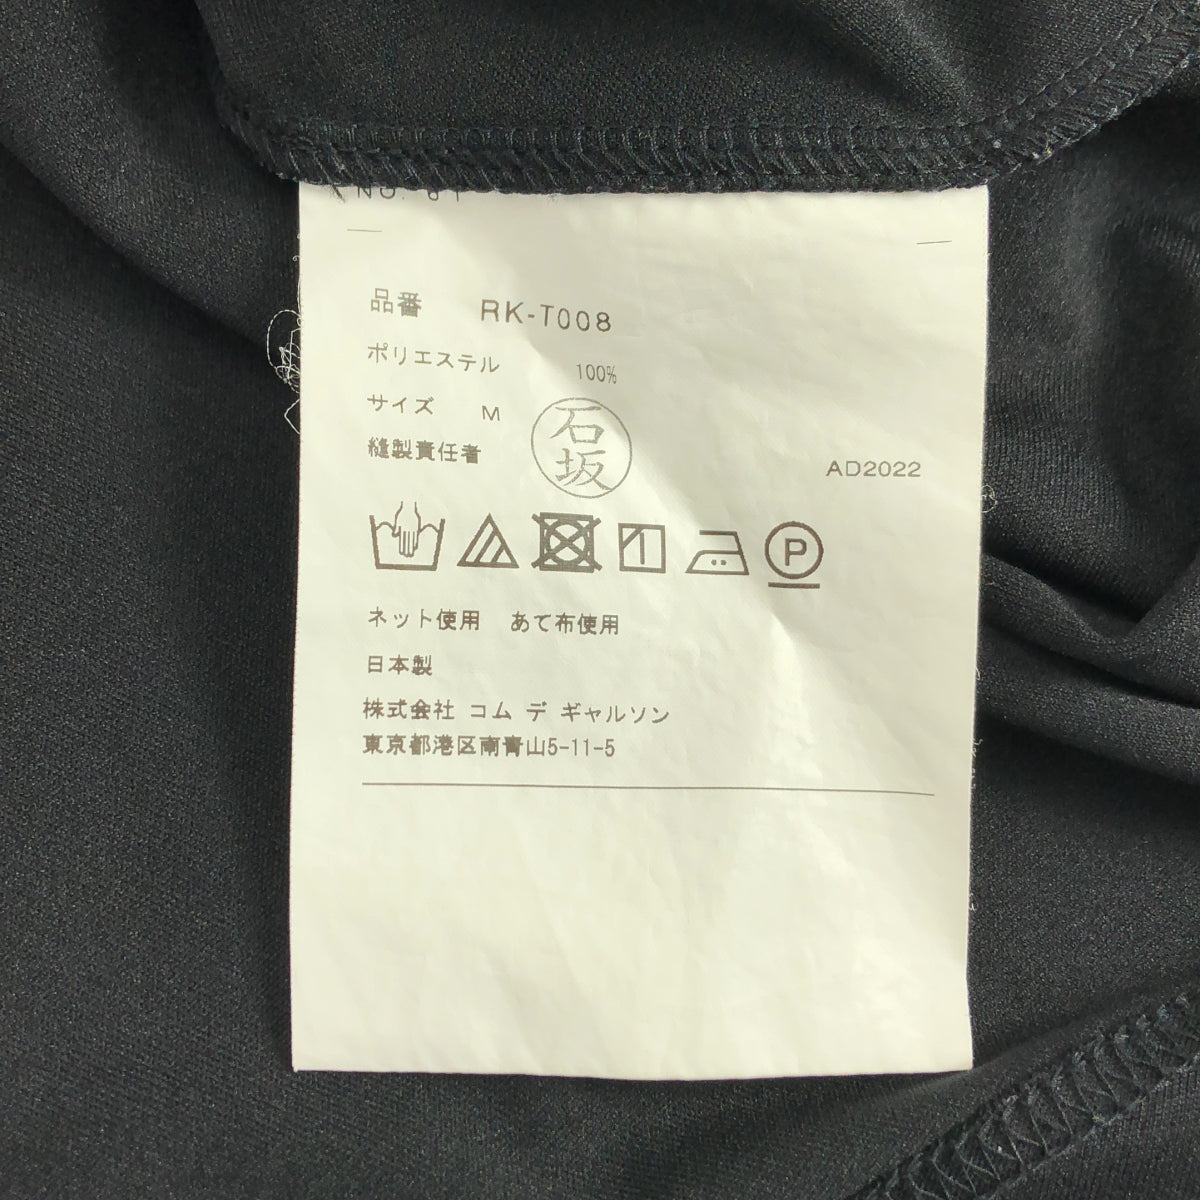 品番 RK-T008
ポリエステル 100%
サイズ M
縫製責任者 石坂
AD2022
P
ネット使用 あて布使用
日本製
株式会社 コム デ ギャルソン
東京都港区南青山5-11-5